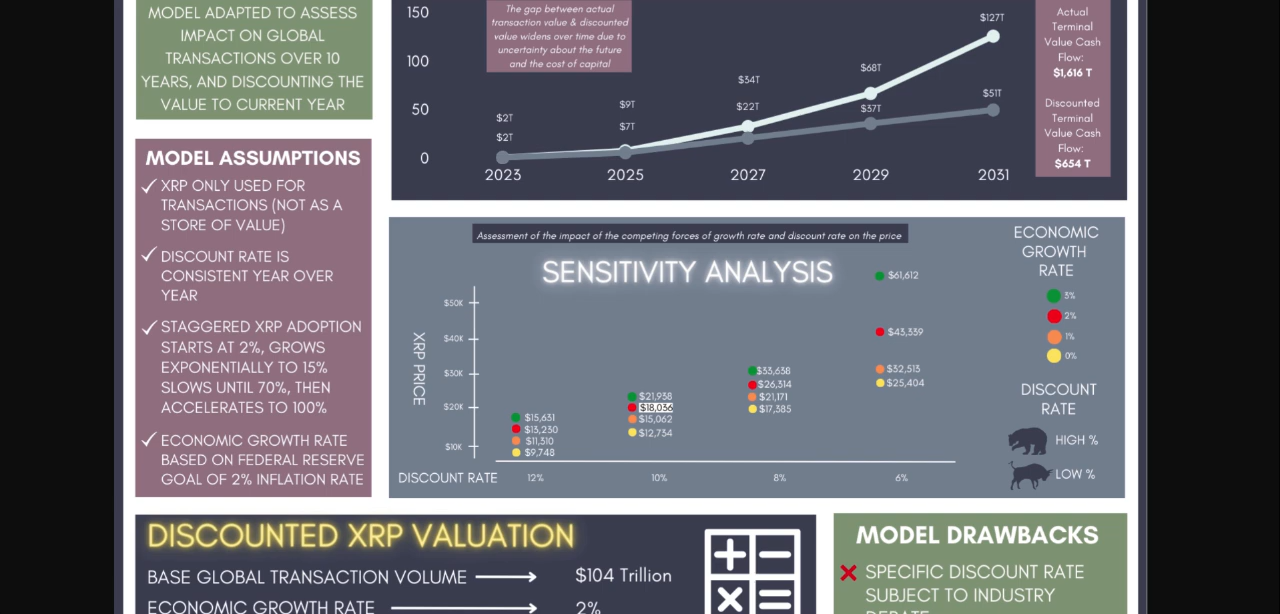 MODEL ADAPTED TO ASSESS
IMPACT ON GLOBAL
TRANSACTIONS OVER 10
YEARS, AND DISCOUNTING THE
VALUE TO CURRENT YEAR
MODEL ASSUMPTIONS
XRP ONLY USED FOR
TRANSACTIONS (NOT AS A
STORE OF VALUE)
DISCOUNT RATE IS
CONSISTENT YEAR OVER
YEAR
STAGGERED XRP ADOPTION
STARTS AT 2%, GROWS
EXPONENTIALLY TO 15%
SLOWS UNTIL 70%, THEN
ACCELERATES TO 100%
ECONOMIC GROWTH RATE
BASED ON FEDERAL RESERVE
GOAL OF 2% INFLATION RATE
150
100
50
0
The gap between actual
transaction value & discounted
value widens over time due to
uncertainty about the future
and the cost of capital
$2T
$2T
$9T
$7T
$34T
$22T
$68T
$37T
$127T
$51T
2023
2025
2027
2029
2031
Actual
Terminal
Value Cash
Flow:
$1,616 T
Discounted
Terminal
Value Cash
Flow:
$654 T
Assessment of the impact of the competing forces of growth rate and discount rate on the price
SENSITIVITY ANALYSIS
XRP PRICE
$50K
$40K
$30K
$20K
$10K
$15,631
$13,230
$11,310
$9,748
$21,938
$18,036
$15,062
$12,734
$33,638
$26,314
$21,171
$17,385
$61,612
$43,339
$32,513
$25,404
DISCOUNT RATE
12%
10%
8%
6%
ECONOMIC
GROWTH
RATE
3%
2%
1%
0%
DISCOUNT
RATE
HIGH %
LOW %
DISCOUNTED XRP VALUATION
BASE GLOBAL TRANSACTION VOLUME
$104 Trillion
ECONOMIC GROWTH RATE
2%
MODEL DRAWBACKS
SPECIFIC DISCOUNT RATE
SUBJECT TO INDUSTRY
DEBATE